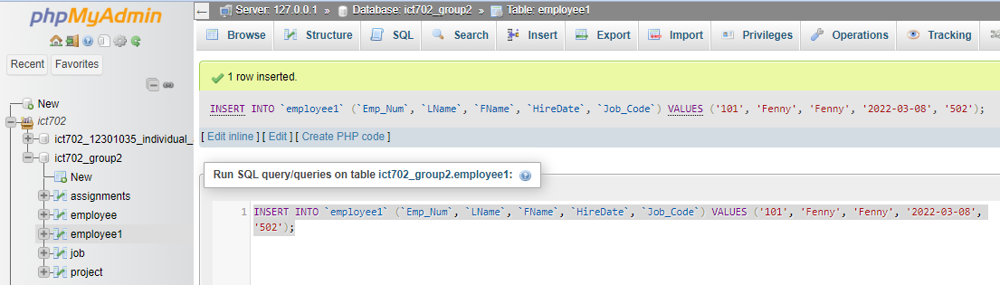 phpMyAdmin
Recent Favorites
New
ict702
ict702_12301035_individual_
ict702_group2
New
assignments
employee
employee1
job
project
Server: 127.0.0.1 » Database: ict702_group2 » Table: employee1
Browse Structure SQL Search Insert Export Import Privileges Operations Tracking
1 row inserted.
INSERT INTO `employee1` (`Emp_Num`, `LName`, `FName`, `HireDate`, `Job_Code`) VALUES ('101', 'Fenny', 'Fenny', '2022-03-08', '502');
[ Edit inline ] [ Edit ] [ Create PHP code ]
Run SQL query/queries on table ict702_group2.employee1:
1 INSERT INTO `employee1` (`Emp_Num`, `LName`, `FName`, `HireDate`, `Job_Code`) VALUES ('101', 'Fenny', 'Fenny', '2022-03-08',
'502');